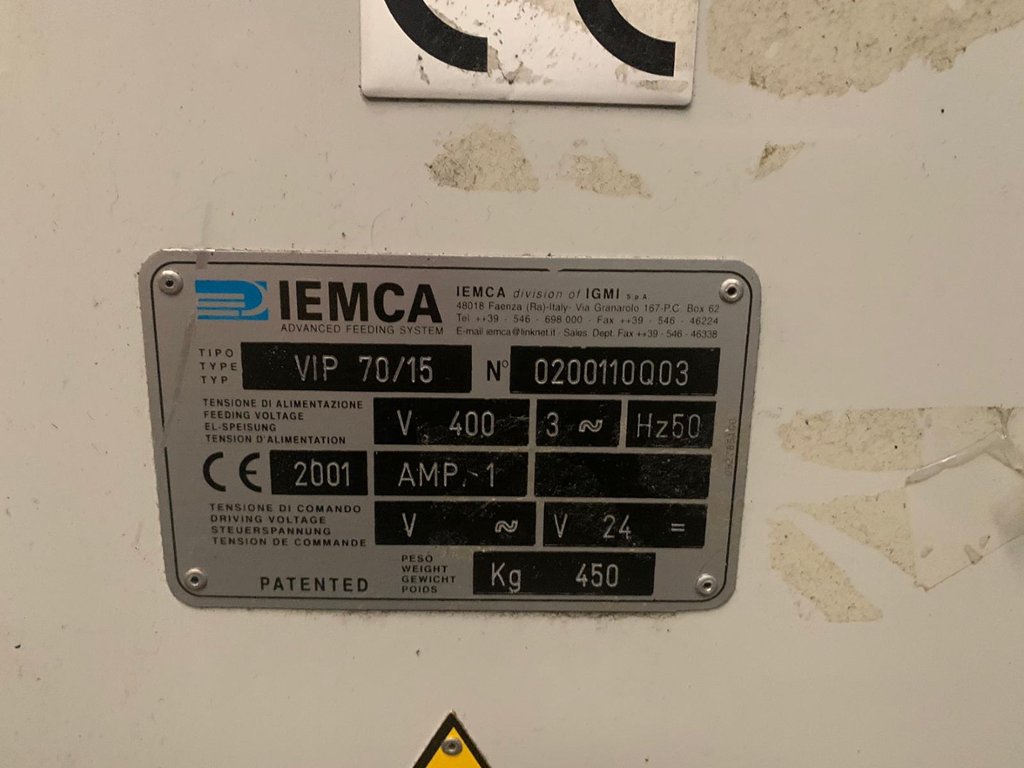 CE
IEMCA
ADVANCED FEEDING SYSTEM
IEMCA division of IGMI S.p.A.
48018 Faenza (Ra)-Italy- Via Granarolo 167-P.C. Box 62
Tel ++39 - 546 - 698 000 - Fax ++39 - 546 - 46224
E-mail iemca@linknet.it - Sales Dept. Fax ++39 - 546 - 46338
TIPO
TYPE
TYP
VIP 70/15
N° 0200110Q03
TENSIONE DI ALIMENTAZIONE
FEEDING VOLTAGE
EL-SPEISUNG
TENSION D'ALIMENTATION
V 400
3 ~
Hz50
CE 2001
AMP. 1
TENSIONE DI COMANDO
DRIVING VOLTAGE
STEUERSPANNUNG
TENSION DE COMMANDE
V ~
V 24 =
PATENTED
PESO
WEIGHT
GEWICHT
POIDS
Kg 450